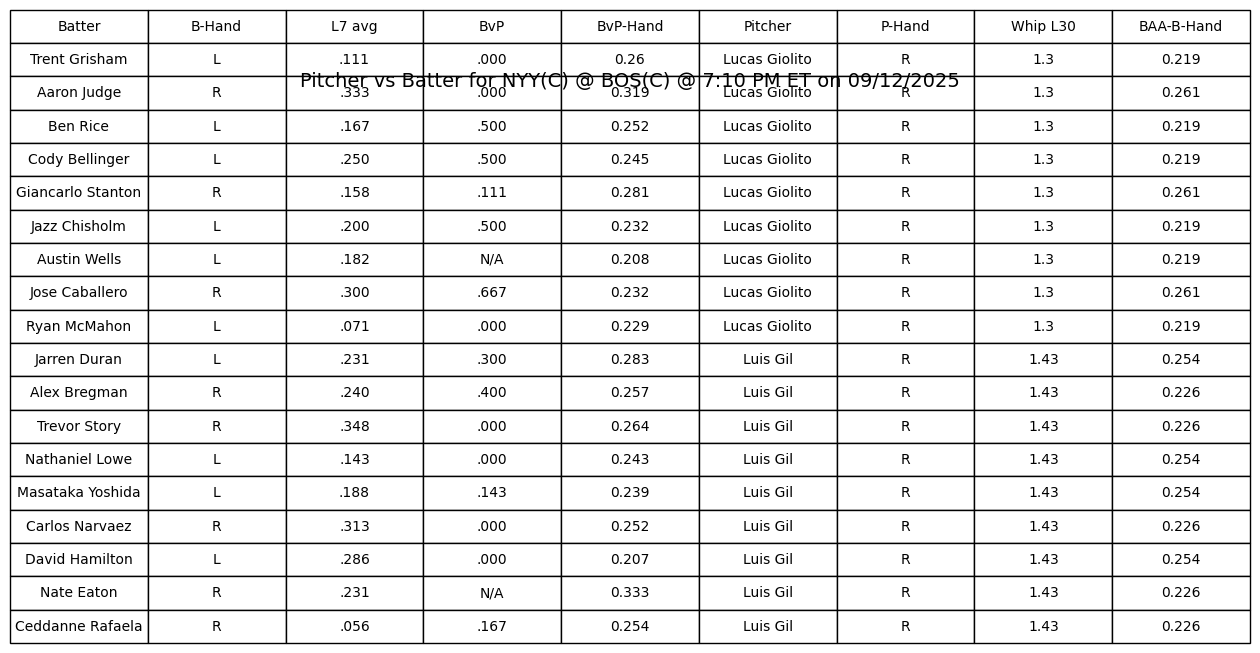 Batter B-Hand L7 avg BvP BvP-Hand Pitcher P-Hand Whip L30 BAA-B-Hand
Trent Grisham L .111 .000 0.26 Lucas Giolito R 1.3 0.219
Pitcher vs Batter for NYY(C) @ BOS(C) @ 7:10 PM ET on 09/12/2025
Aaron Judge R .333 .000 0.319 Lucas Giolito R 1.3 0.261
Ben Rice L .167 .500 0.252 Lucas Giolito R 1.3 0.219
Cody Bellinger L .250 .500 0.245 Lucas Giolito R 1.3 0.219
Giancarlo Stanton R .158 .111 0.281 Lucas Giolito R 1.3 0.261
Jazz Chisholm L .200 .500 0.232 Lucas Giolito R 1.3 0.219
Austin Wells L .182 N/A 0.208 Lucas Giolito R 1.3 0.219
Jose Caballero R .300 .667 0.232 Lucas Giolito R 1.3 0.261
Ryan McMahon L .071 .000 0.229 Lucas Giolito R 1.3 0.219
Jarren Duran L .231 .300 0.283 Luis Gil R 1.43 0.254
Alex Bregman R .240 .400 0.257 Luis Gil R 1.43 0.226
Trevor Story R .348 .000 0.264 Luis Gil R 1.43 0.226
Nathaniel Lowe L .143 .000 0.243 Luis Gil R 1.43 0.254
Masataka Yoshida L .188 .143 0.239 Luis Gil R 1.43 0.254
Carlos Narvaez R .313 .000 0.252 Luis Gil R 1.43 0.226
David Hamilton L .286 .000 0.207 Luis Gil R 1.43 0.254
Nate Eaton R .231 N/A 0.333 Luis Gil R 1.43 0.226
Ceddanne Rafaela R .056 .167 0.254 Luis Gil R 1.43 0.226